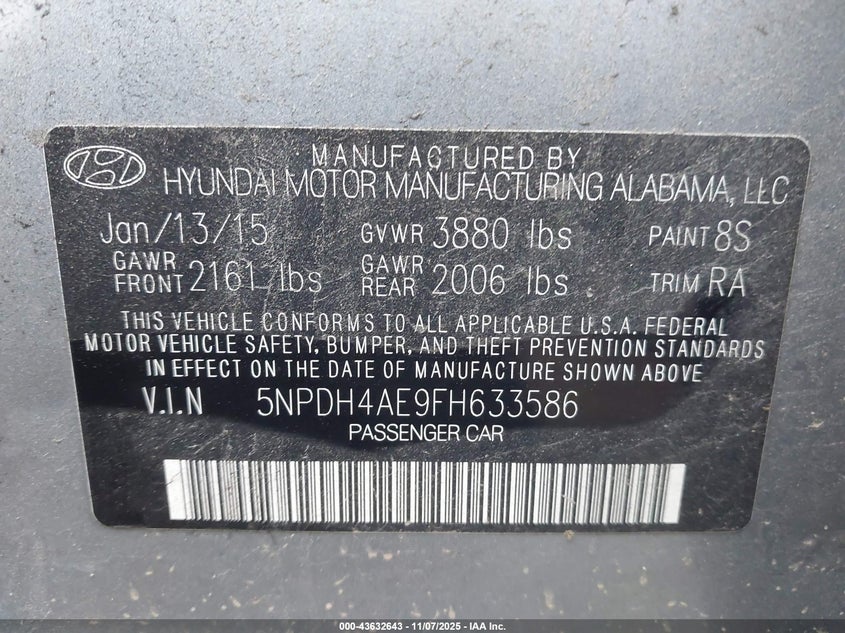 MANUFACTURED BY
HYUNDAI MOTOR MANUFACTURING ALABAMA, LLC
Jan/13/15 GVWR 3880 lbs PAINT 8S
GAWR FRONT 2161 lbs GAWR REAR 2006 lbs TRIM RA
THIS VEHICLE CONFORMS TO ALL APPLICABLE U.S.A. FEDERAL
MOTOR VEHICLE SAFETY, BUMPER, AND THEFT PREVENTION STANDARDS
IN EFFECT ON THE DATE OF MANUFACTURE SHOWN ABOVE
V.I.N 5NPDH4AE9FH633586
PASSENGER CAR
000-43632643 - 11/07/2025 - IAA Inc.